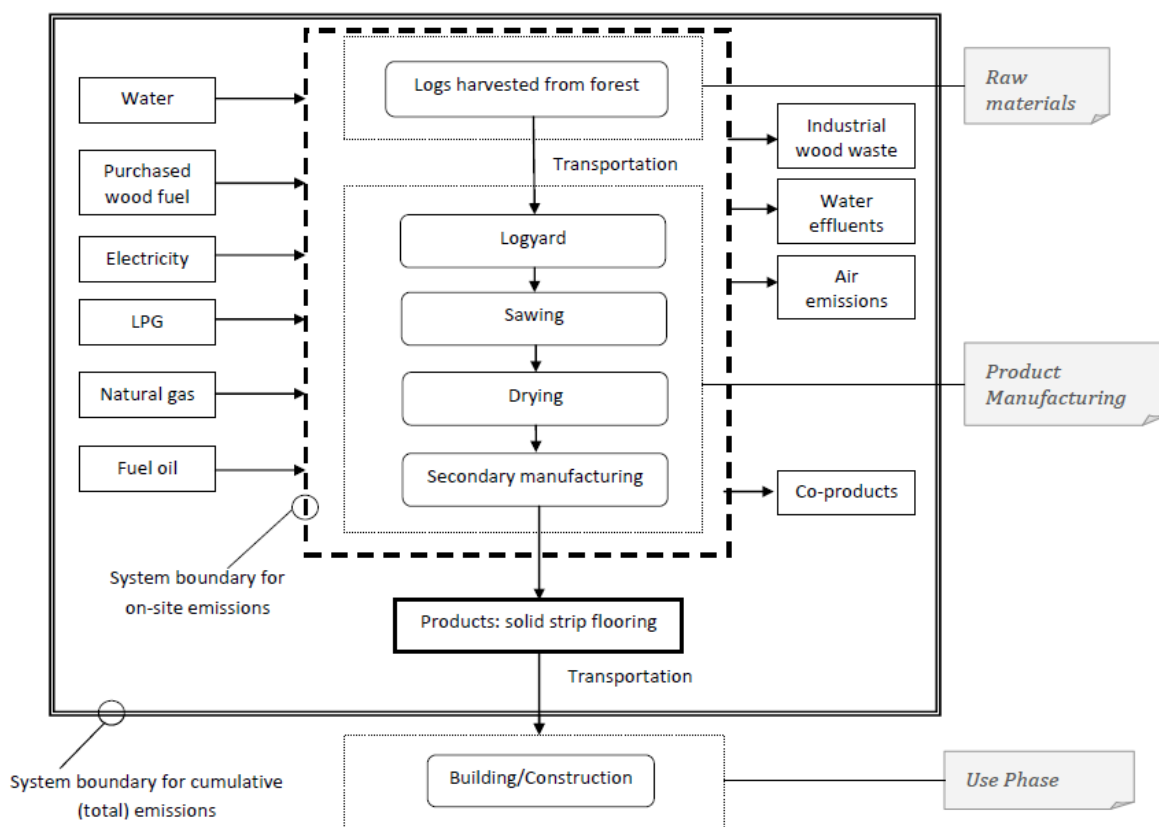 Logs harvested from forest
Raw
materials
Water
Industrial
wood waste
Transportation
Purchased
wood fuel
Water
effluents
Logyard
Electricity
Air
emissions
LPG
Sawing
Product
Manufacturing
Natural gas
Drying
Fuel oil
Secondary manufacturing
Co-products
System boundary for
on-site emissions
Products: solid strip flooring
Transportation
System boundary for cumulative
(total) emissions
Building/Construction
Use Phase